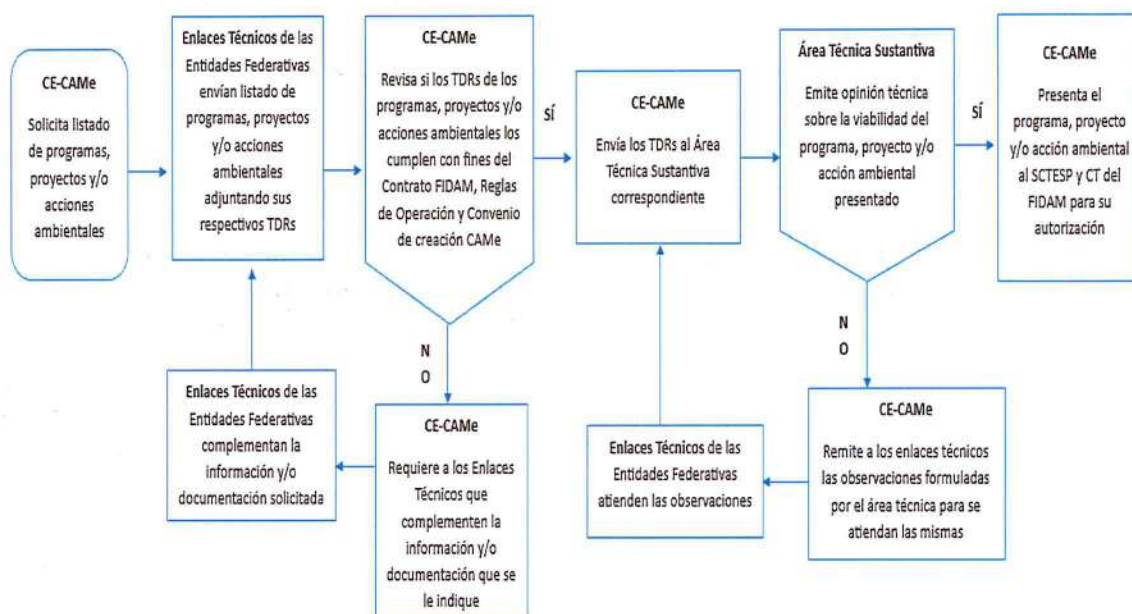 CE-CAMe
Solicita listado
de programas,
proyectos y/o
acciones
ambientales
Enlaces Técnicos de las
Entidades Federativas
envían listado de
programas, proyectos
y/o acciones
ambientales
adjuntando sus
respectivos TDRs
CE-CAMe
Revisa si los TDRs de los
programas, proyectos y/o
acciones ambientales los
cumplen con fines del
Contrato FIDAM, Reglas
de Operación y Convenio
de creación CAMe
SÍ
CE-CAMe
Envía los TDRs al Área
Técnica Sustantiva
correspondiente
Área Técnica Sustantiva
Emite opinión técnica
sobre la viabilidad del
programa, proyecto y/o
acción ambiental
presentado
SÍ
CE-CAMe
Presenta el
programa, proyecto
y/o acción ambiental
al SCTESP y CT del
FIDAM para su
autorización
N
O
CE-CAMe
Requiere a los Enlaces
Técnicos que
complementen la
información y/o
documentación que se
le indique
Enlaces Técnicos de las
Entidades Federativas
complementan la
información y/o
documentación solicitada
N
O
CE-CAMe
Remite a los enlaces técnicos
las observaciones formuladas
por el área técnica para se
atiendan las mismas
Enlaces Técnicos de las
Entidades Federativas
atienden las observaciones